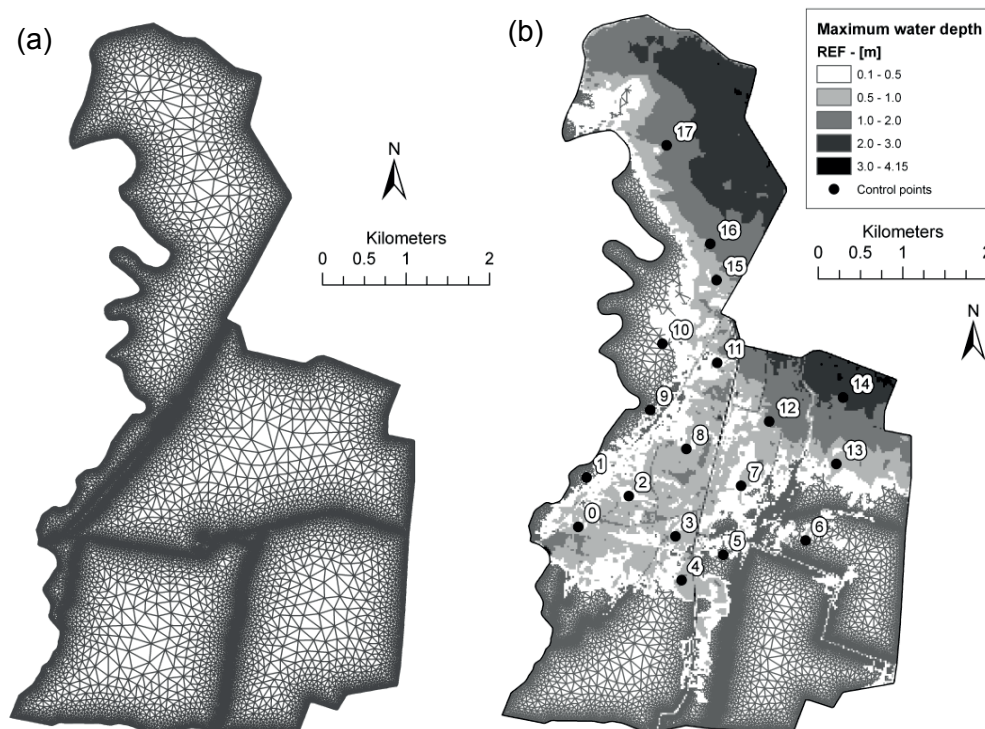 (a)
N
Kilometers
0 0.5 1 2
(b)
Maximum water depth
REF - [m]
0.1 - 0.5
0.5 - 1.0
1.0 - 2.0
2.0 - 3.0
3.0 - 4.15
Control points
Kilometers
0 0.5 1 2
N
17
16
15
10
11
14
9
12
8
13
1
7
2
0
3
6
5
4